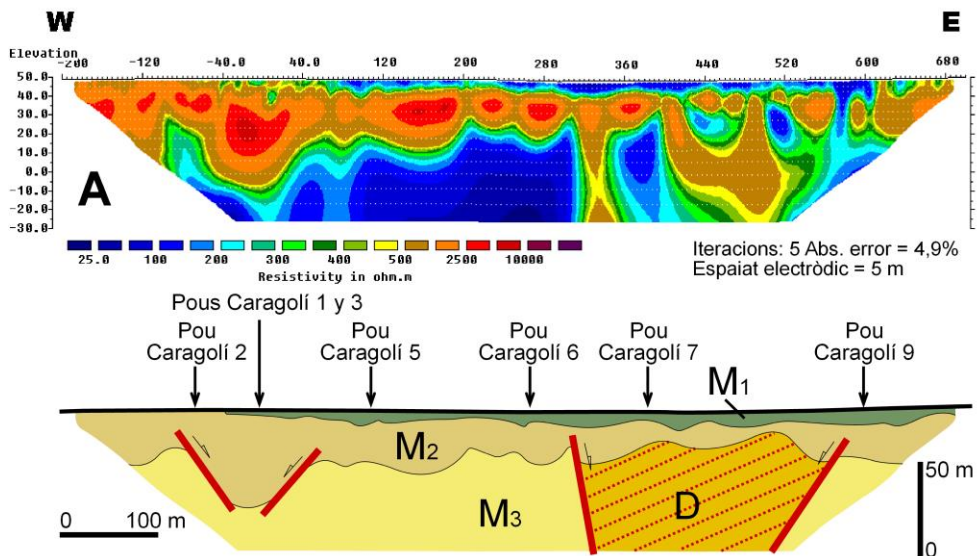 W
E
Elevation
-200 -120 -40.0 40.0 120 200 280 360 440 520 600 680
50.0
40.0
30.0
20.0
10.0
0.0
-10.0
-20.0
-30.0
A
25.0 100 200 300 400 500 2500 10000
Resistivity in ohm.m
Iteracions: 5 Abs. error = 4,9%
Espaiat electròdic = 5 m
Pous Caragolí 1 y 3
Pou
Caragolí 2
Pou
Caragolí 5
Pou
Caragolí 6
Pou
Caragolí 7
Pou
Caragolí 9
M1
M2
M3
D
0 100 m
50 m
0